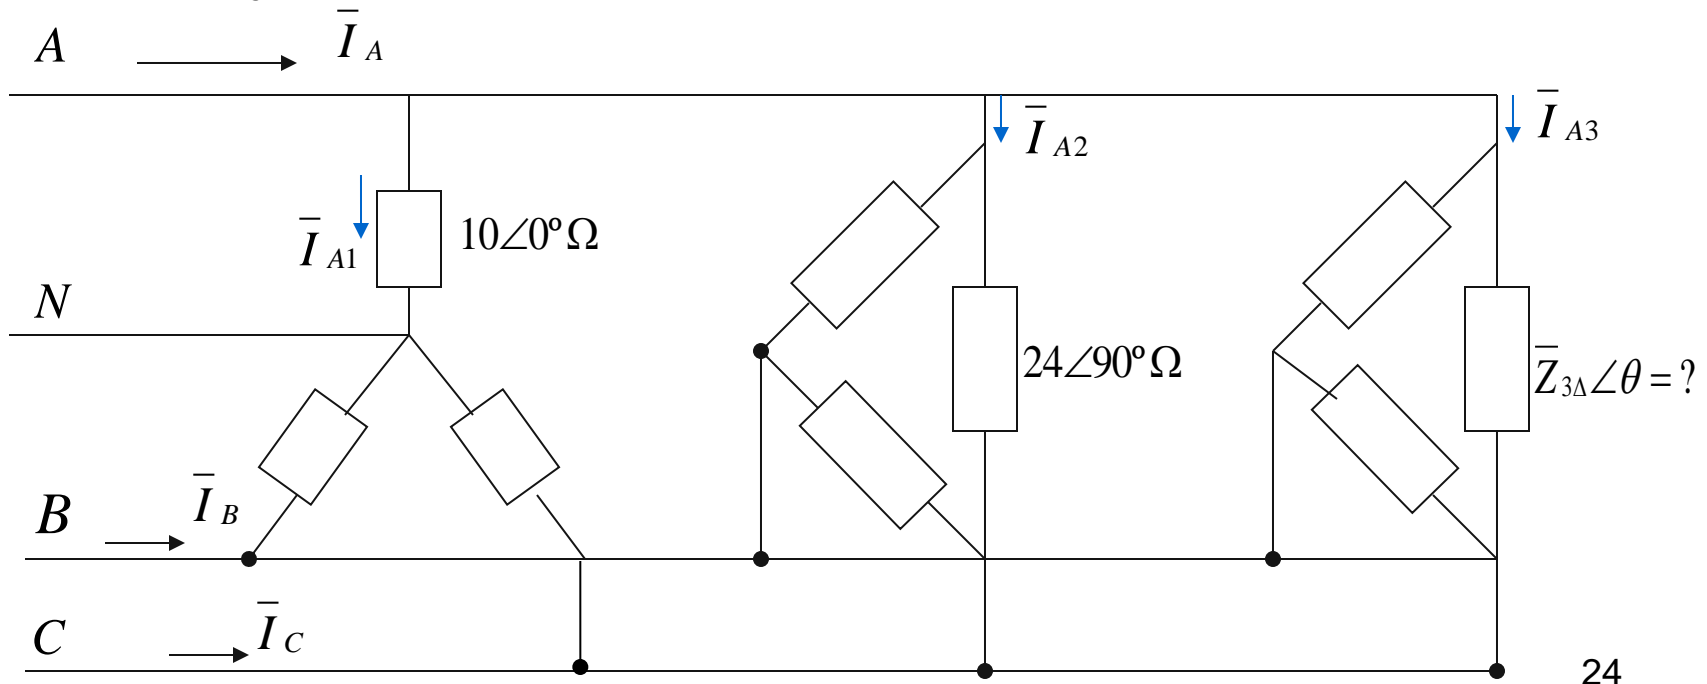 A
I̅ A
I̅ A2
I̅ A3
I̅ A1
10∠0º Ω
N
24∠90º Ω
Z̅ 3Δ∠θ = ?
B
I̅ B
C
I̅ C
24